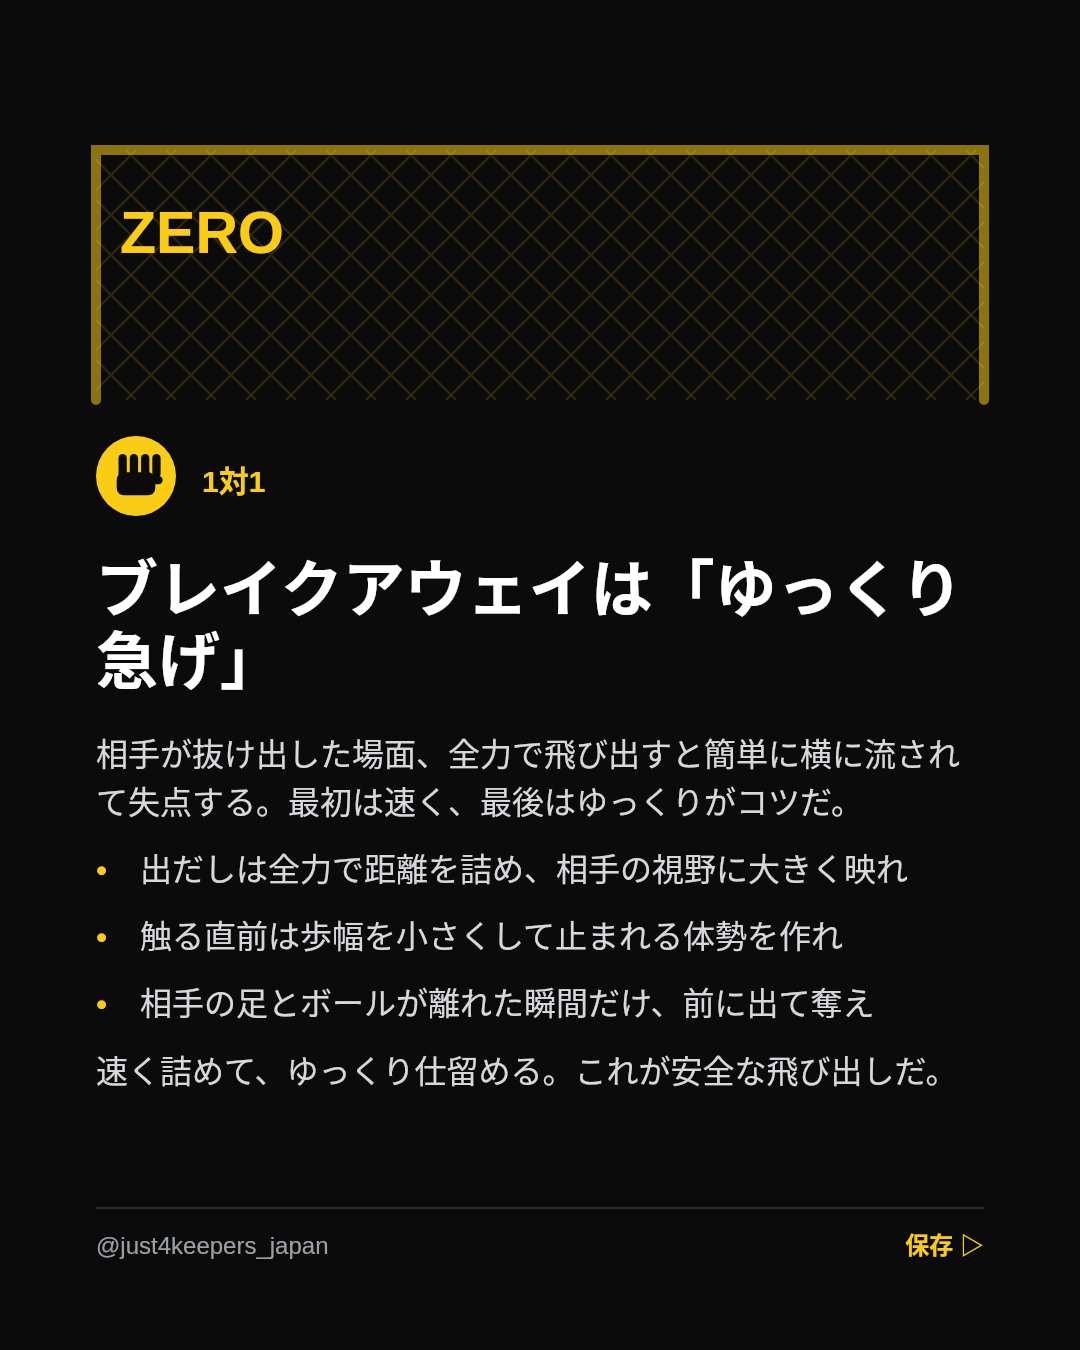 ZERO
1対1
ブレイクアウェイは「ゆっくり
急げ」
相手が抜け出した場面、全力で飛び出すと簡単に横に流され
て失点する。最初は速く、最後はゆっくりがコツだ。
• 出だしは全力で距離を詰め、相手の視野に大きく映れ
• 触る直前は歩幅を小さくして止まれる体勢を作れ
• 相手の足とボールが離れた瞬間だけ、前に出て奪え
速く詰めて、ゆっくり仕留める。これが安全な飛び出しだ。
@just4keepers_japan
保存 ▷